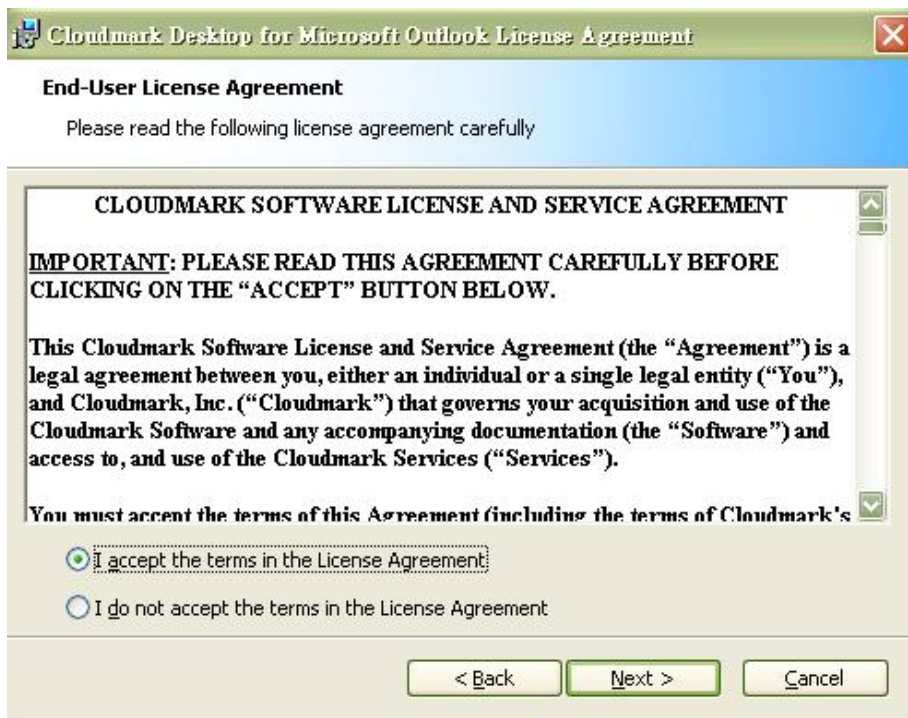 Cloudmark Desktop for Microsoft Outlook License Agreement
End-User License Agreement
Please read the following license agreement carefully
CLOUDMARK SOFTWARE LICENSE AND SERVICE AGREEMENT
IMPORTANT: PLEASE READ THIS AGREEMENT CAREFULLY BEFORE
CLICKING ON THE “ACCEPT” BUTTON BELOW.
This Cloudmark Software License and Service Agreement (the “Agreement”) is a
legal agreement between you, either an individual or a single legal entity (“You”),
and Cloudmark, Inc. (“Cloudmark”) that governs your acquisition and use of the
Cloudmark Software and any accompanying documentation (the “Software”) and
access to, and use of the Cloudmark Services (“Services”).
You must accept the terms of this Agreement (including the terms of Cloudmark's
I accept the terms in the License Agreement
I do not accept the terms in the License Agreement
< Back
Next >
Cancel